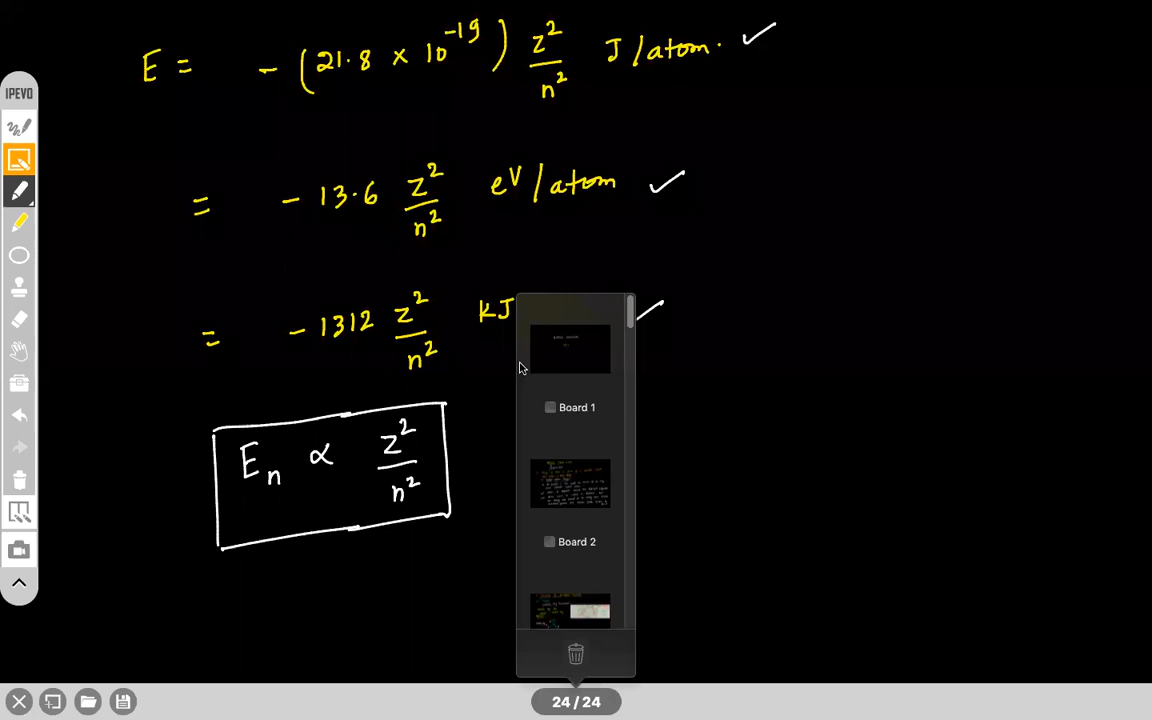 E = - (21.8 × 10⁻¹⁹) z²/n² J/atom.
IPEVO
= - 13.6 z²/n² eV/atom
= - 1312 z²/n² kJ
Eₙ ∝ z²/n²
Board 1
Board 2
24 / 24